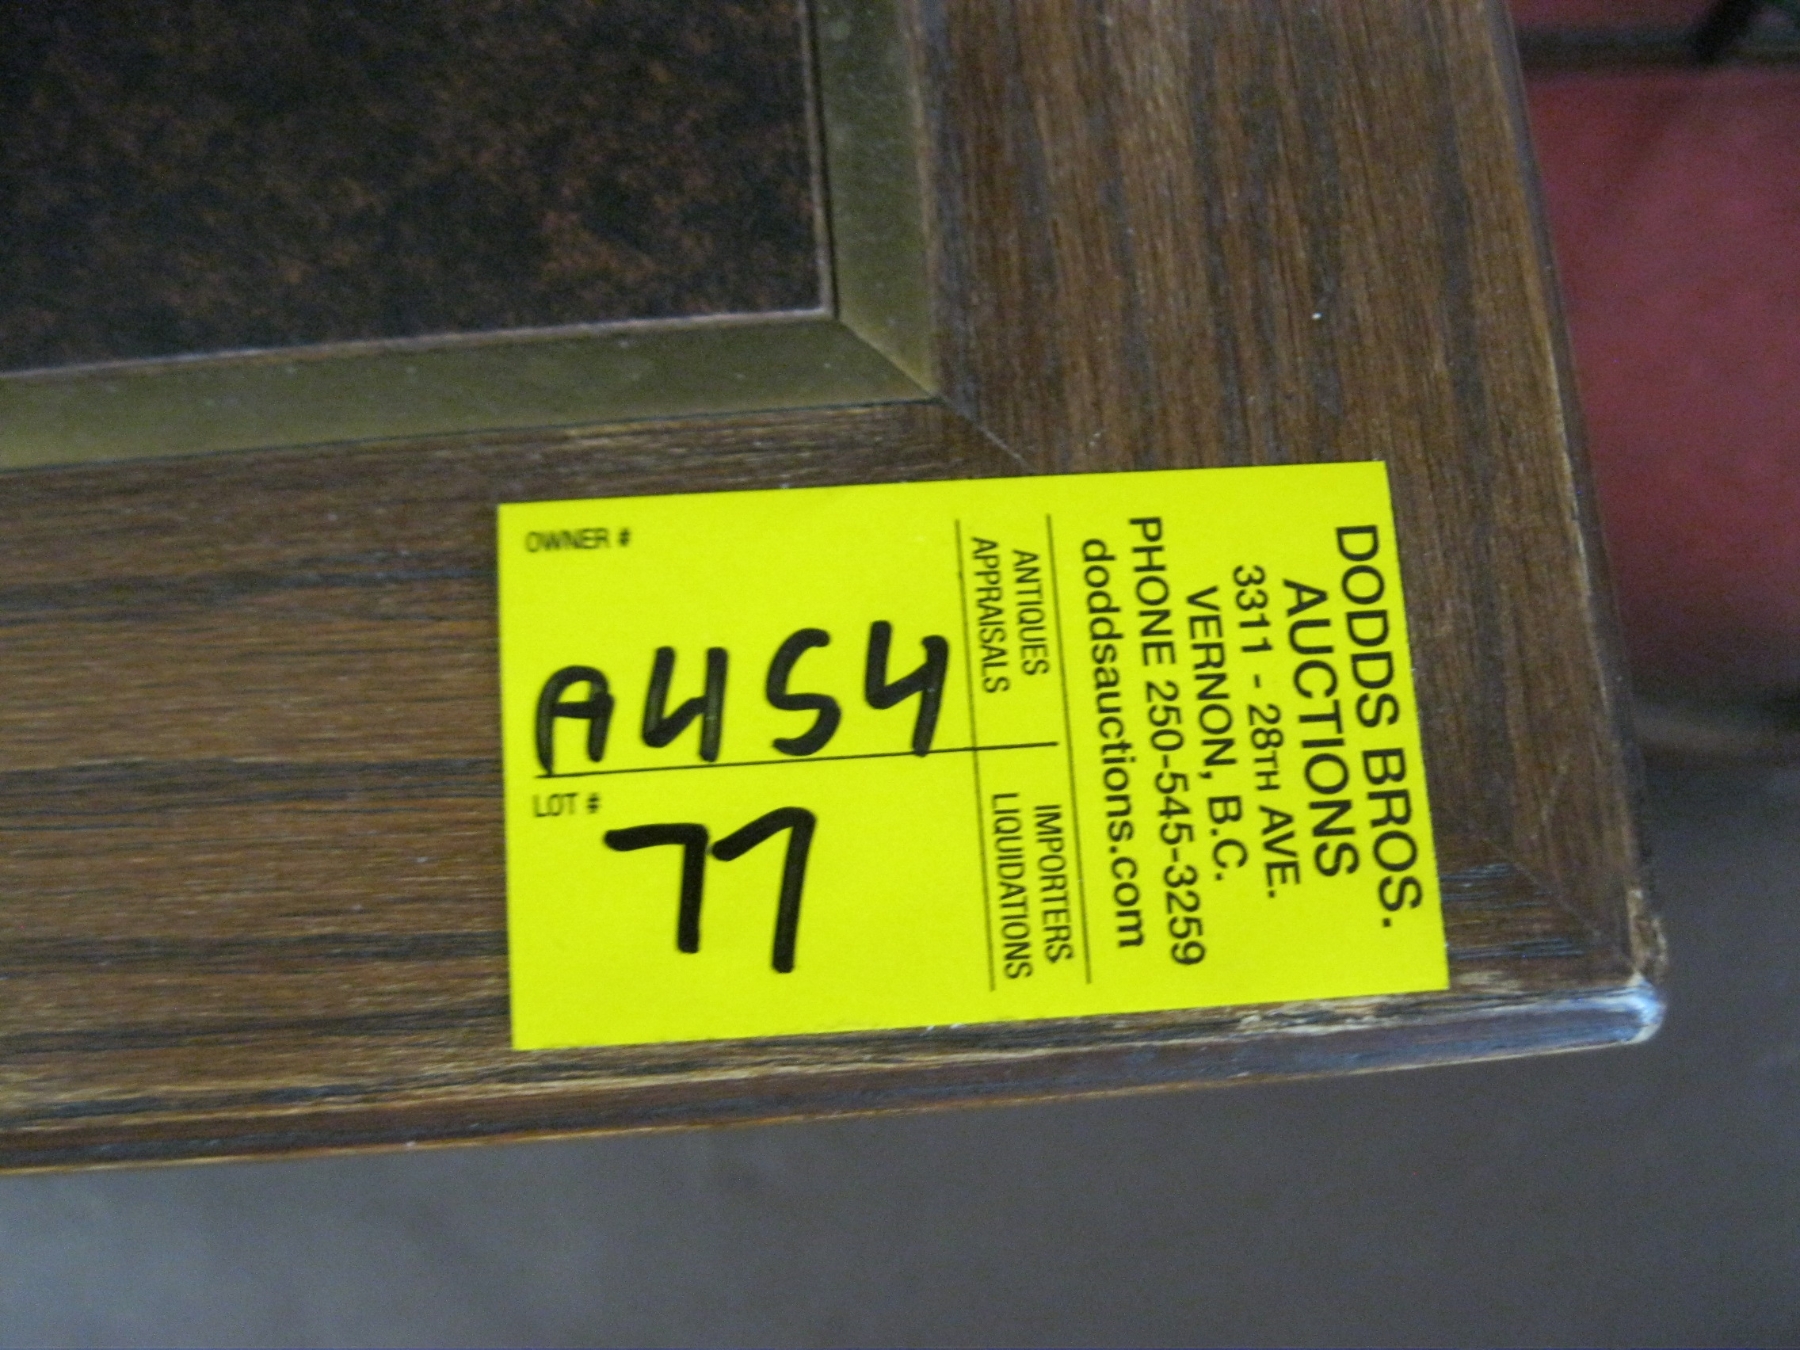 DODDS BROS.
AUCTIONS
3311 - 28TH AVE.
VERNON, B.C.
PHONE 250-545-3259
doddsauctions.com
ANTIQUES
APPRAISALS
IMPORTERS
LIQUIDATIONS
OWNER #
A454
LOT #
77